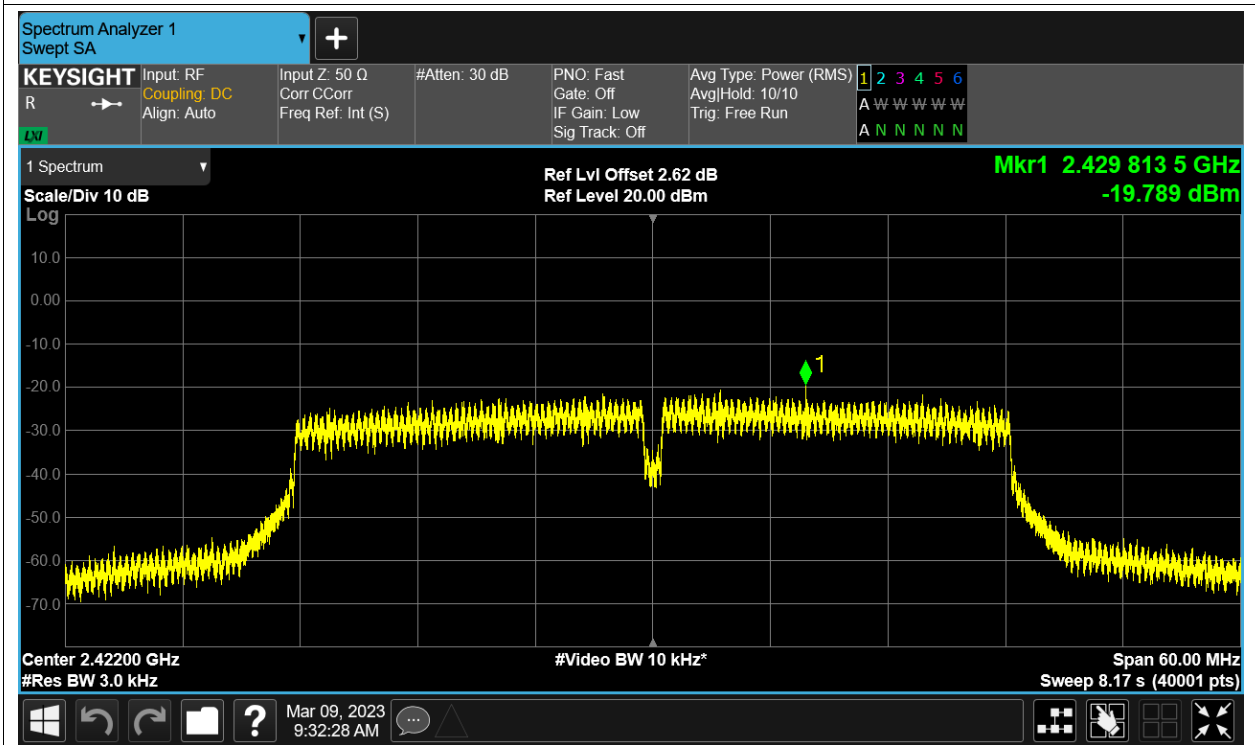 Spectrum Analyzer 1
Swept SA
▼
+
KEYSIGHT
R
LXI
Input: RF
Coupling: DC
Align: Auto
Input Z: 50 Ω
Corr CCorr
Freq Ref: Int (S)
#Atten: 30 dB
PNO: Fast
Gate: Off
IF Gain: Low
Sig Track: Off
Avg Type: Power (RMS)
Avg|Hold: 10/10
Trig: Free Run
1 2 3 4 5 6
A W W W W W
A N N N N N
1 Spectrum ▼
Scale/Div 10 dB
Ref Lvl Offset 2.62 dB
Ref Level 20.00 dBm
Mkr1 2.429 813 5 GHz
-19.789 dBm
Log
10.0
0.00
-10.0
1
-20.0
-30.0
-40.0
-50.0
-60.0
-70.0
Center 2.42200 GHz
#Res BW 3.0 kHz
#Video BW 10 kHz*
Span 60.00 MHz
Sweep 8.17 s (40001 pts)
?
Mar 09, 2023
9:32:28 AM